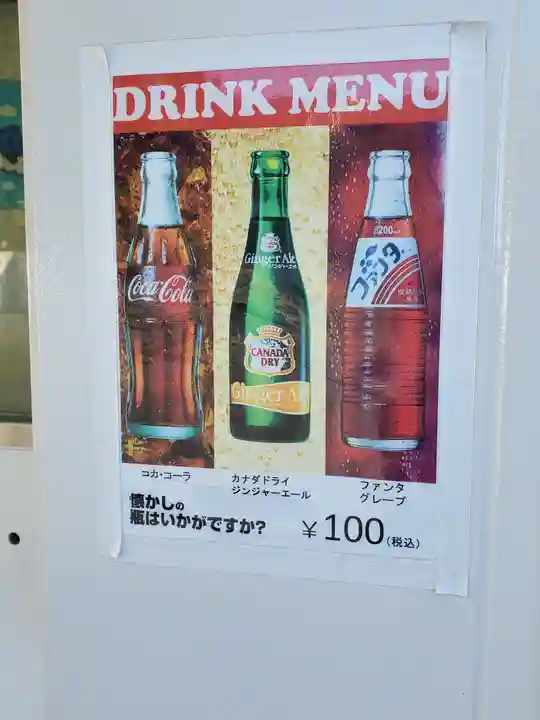 DRINK MENU
Coca-Cola
Ginger Ale
CANADA DRY
Ginger Ale
200
ファンタ
コカ・コーラ
カナダドライ
ジンジャーエール
ファンタ
グレープ
懐かしの
瓶はいかがですか?
¥100(税込)